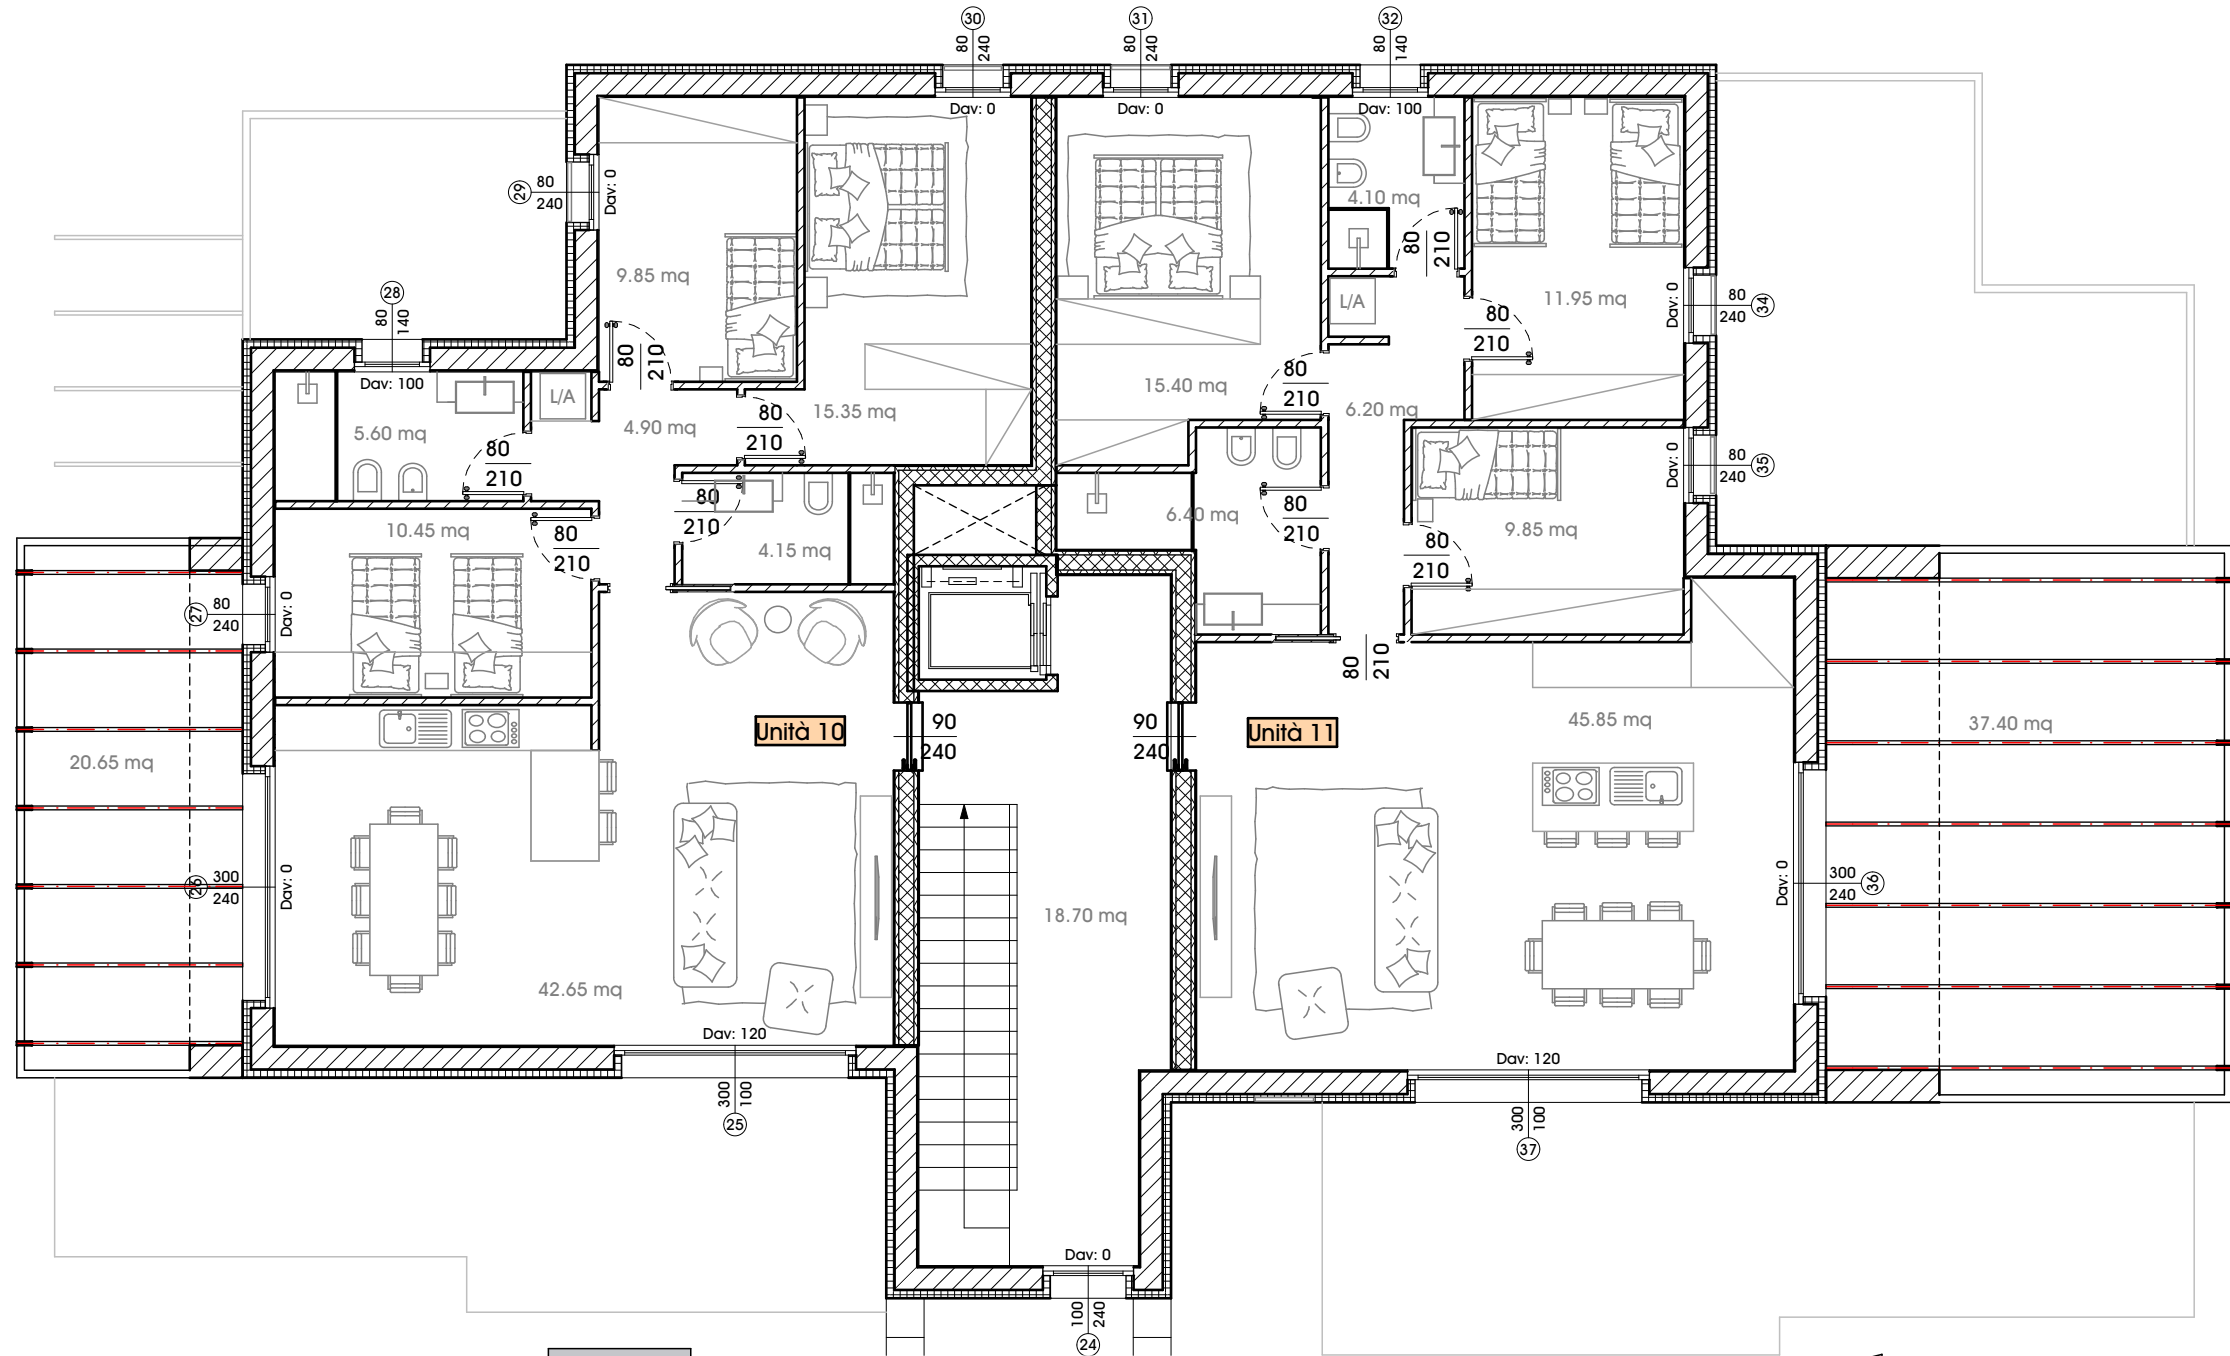 30
80
240
31
80
240
32
80
140
Dav: 0
Dav: 0
Dav: 100
29
80
240
Dav: 0
4.10 mq
80
210
9.85 mq
11.95 mq
Dav: 0
80
240
34
28
80
140
L/A
80
210
80
210
Dav: 100
L/A
15.40 mq
80
210
5.60 mq
4.90 mq
80
210
15.35 mq
6.20 mq
80
210
Dav: 0
80
240
35
80
210
6.40 mq
80
210
9.85 mq
10.45 mq
80
210
4.15 mq
80
210
27
80
240
Dav: 0
80
210
Unità 10
90
240
90
240
Unità 11
45.85 mq
37.40 mq
20.65 mq
26
300
240
Dav: 0
Dav: 0
300
240
36
18.70 mq
42.65 mq
Dav: 120
Dav: 120
300
100
25
300
100
37
Dav: 0
100
240
24